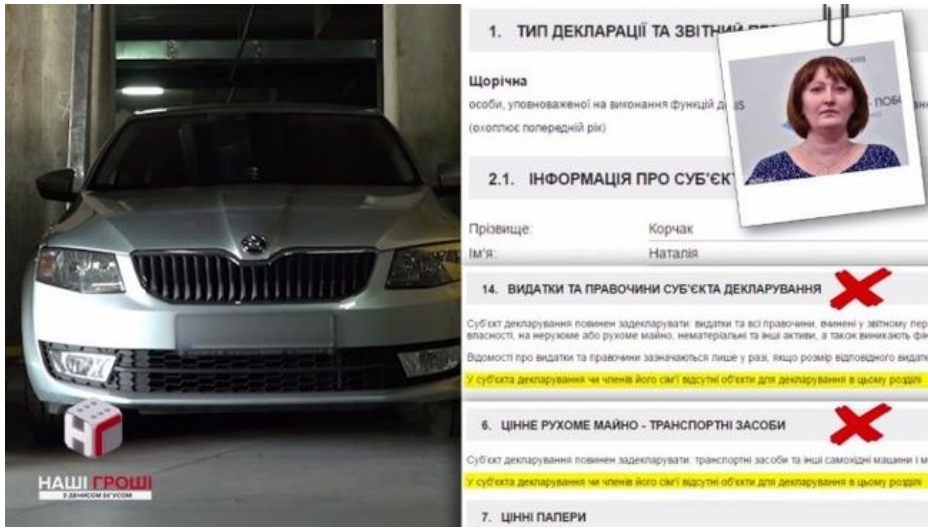 1. ТИП ДЕКЛАРАЦІЇ ТА ЗВІТНИЙ
Щорічна
особи, уповноваженої на виконання функцій
(охоплює попередній рік)
ПОБО
2.1. ІНФОРМАЦІЯ ПРО СУБ'ЄК
Прізвище: Корчак
Ім'я: Наталія
14. ВИДАТКИ ТА ПРАВОЧИНИ СУБ'ЄКТА ДЕКЛАРУВАННЯ
Суб'єкт декларування повинен задекларувати: видатки та всі правочини, вчинені у звітному пер
власності, на нерухоме або рухоме майно, нематеріальні та інші активи, а також виникають фін
Відомості про видатки та правочини зазначаються лише у разі, якщо розмір відповідного видатк
У суб'єкта декларування чи членів його сім'ї відсутні об'єкти для декларування в цьому розділі
6. ЦІННЕ РУХОМЕ МАЙНО - ТРАНСПОРТНІ ЗАСОБИ
Суб'єкт декларування повинен задекларувати: транспортні засоби та інші самохідні машини і м
У суб'єкта декларування чи членів його сім'ї відсутні об'єкти для декларування в цьому розділі
7. ЦІННІ ПАПЕРИ
НАШІ ГРОШІ
З ДЕНИСОМ БІГУСОМ